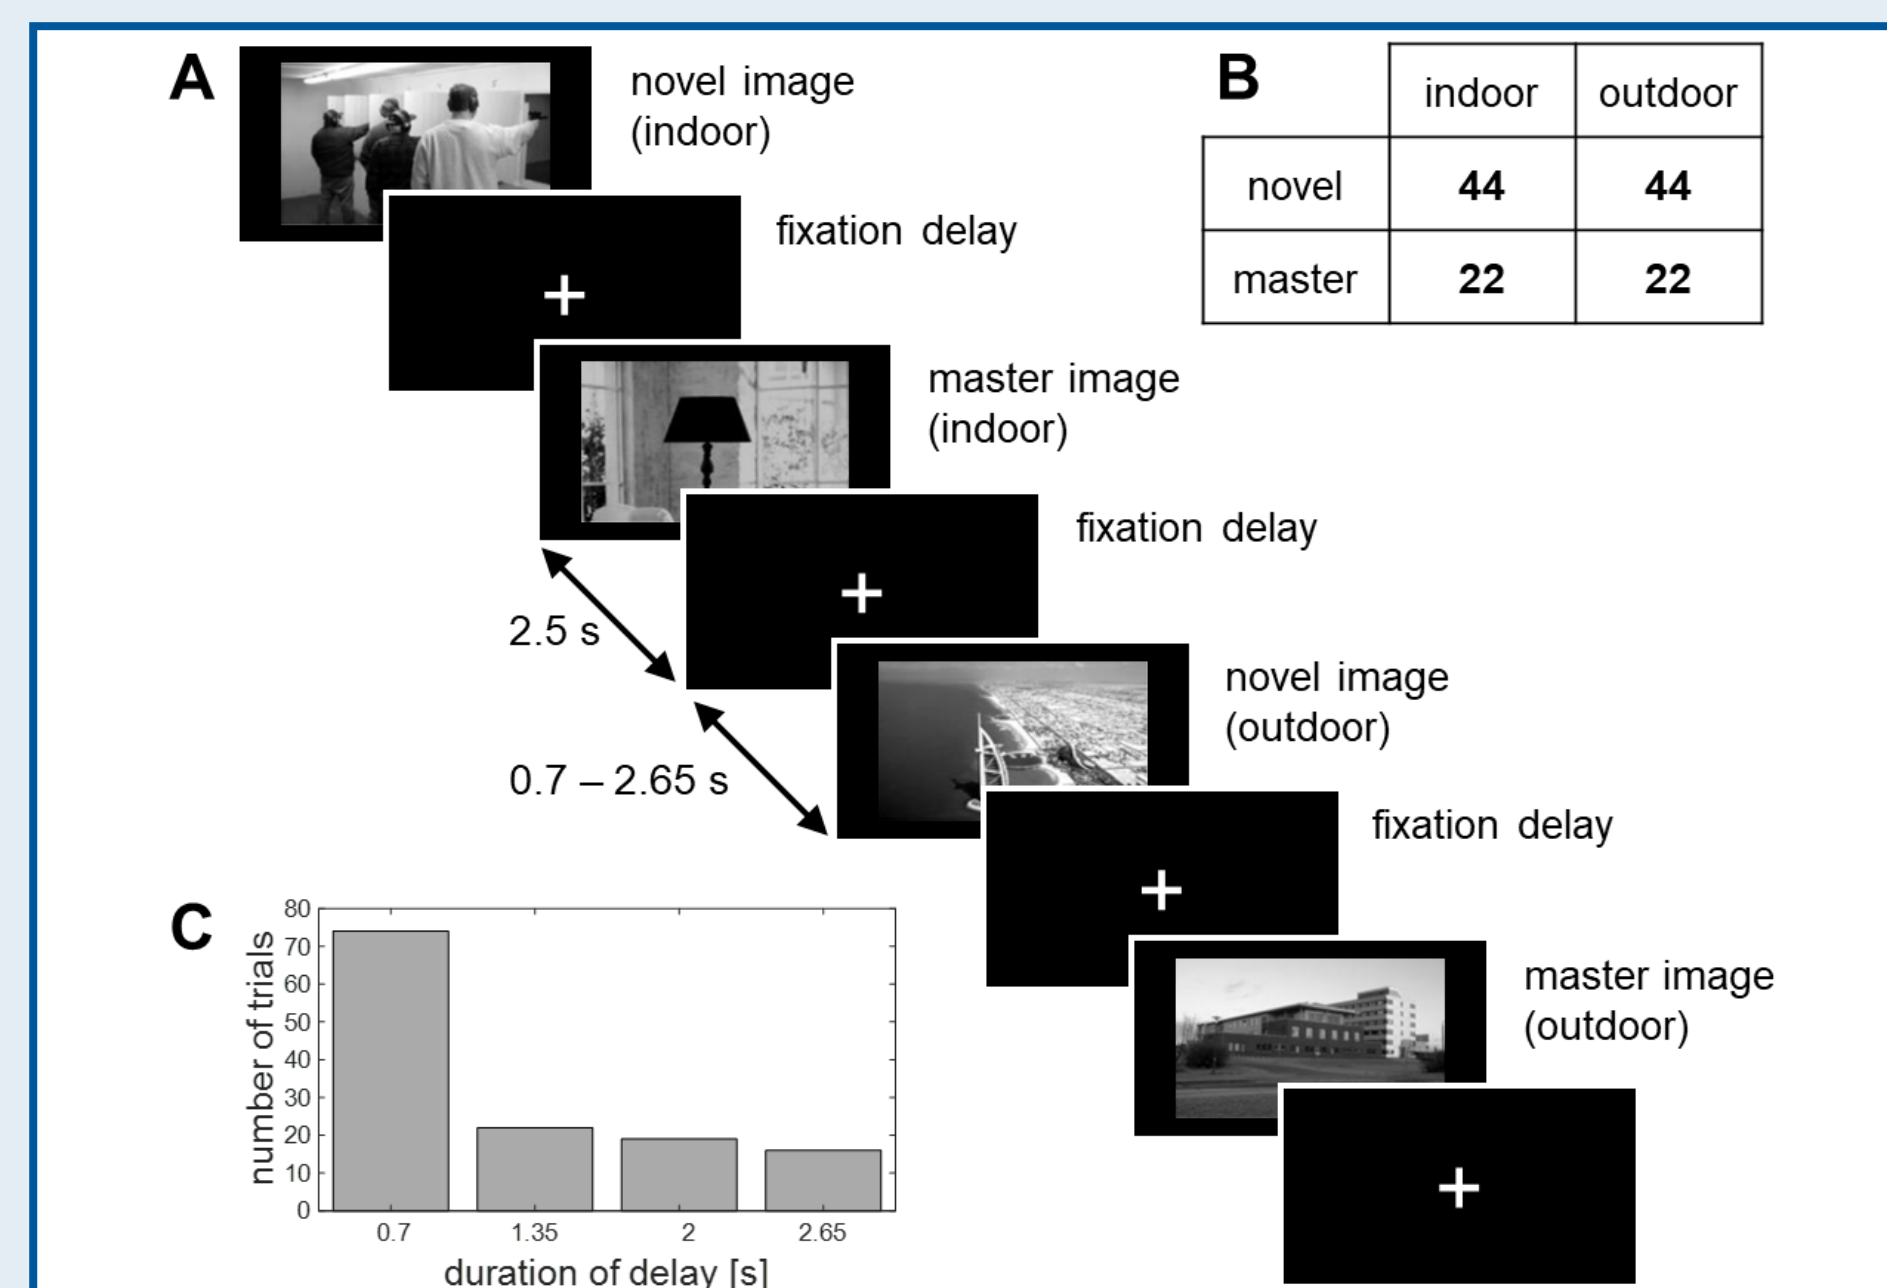 A
novel image
(indoor)
fixation delay
master image
(indoor)
fixation delay
2.5 s
novel image
(outdoor)
0.7 – 2.65 s
fixation delay
master image
(outdoor)
B
indoor outdoor
novel 44 44
master 22 22
C
number of trials
80
70
60
50
40
30
20
10
0
0.7 1.35 2 2.65
duration of delay [s]